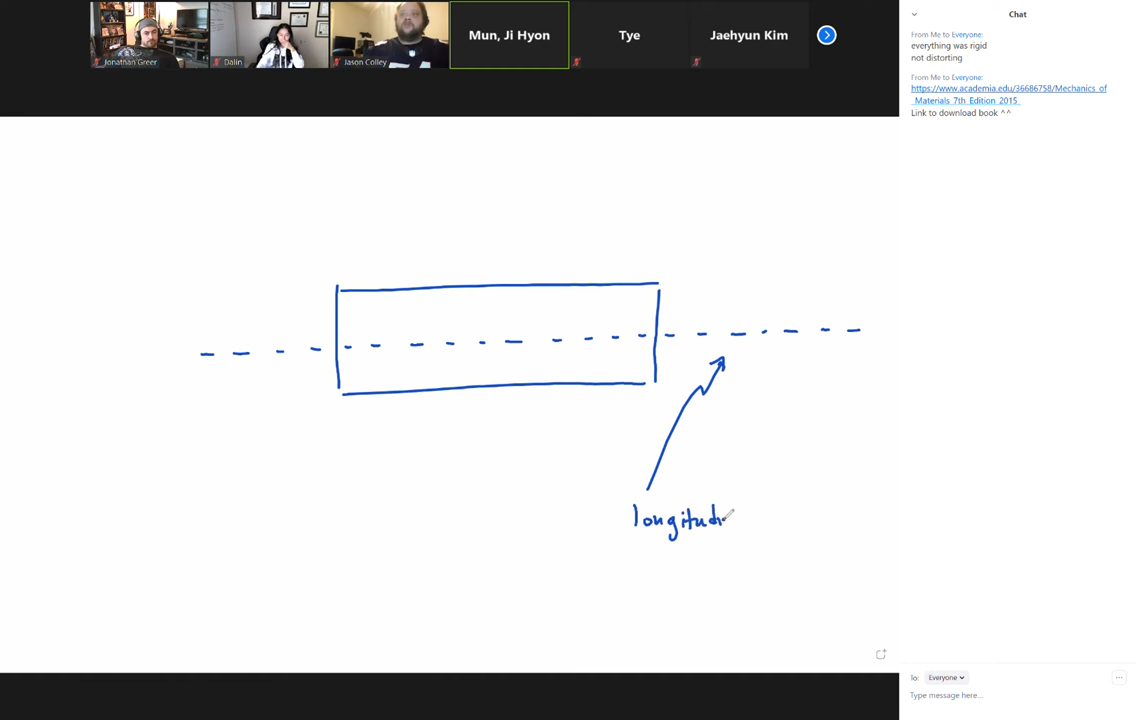 Mun, Ji Hyon
Tye
Jaehyun Kim
Jonathan Greer
Dalin
Jason Colley
Chat
From Me to Everyone:
everything was rigid
not distorting
From Me to Everyone:
https://www.academia.edu/36686758/Mechanics_of
_Materials_7th_Edition_2015_
Link to download book ^^
longitudi
To: Everyone
Type message here...